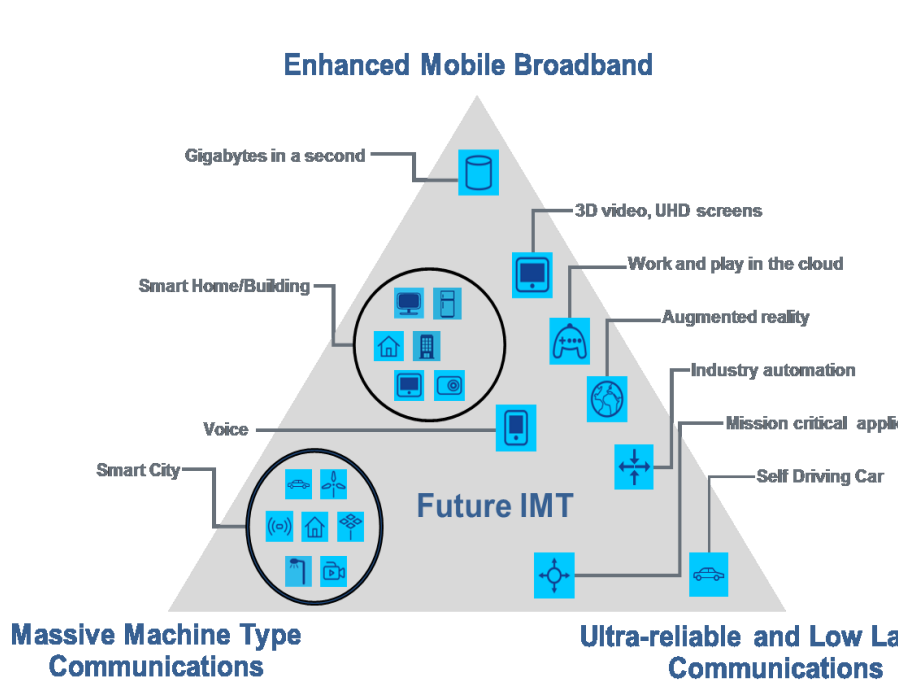 Enhanced Mobile Broadband
Gigabytes in a second
3D video, UHD screens
Work and play in the cloud
Smart Home/Building
Augmented reality
Industry automation
Voice
Mission critical
Smart City
Self Driving Car
Future IMT
Massive Machine Type
Communications
Ultra-reliable and Low
Communications